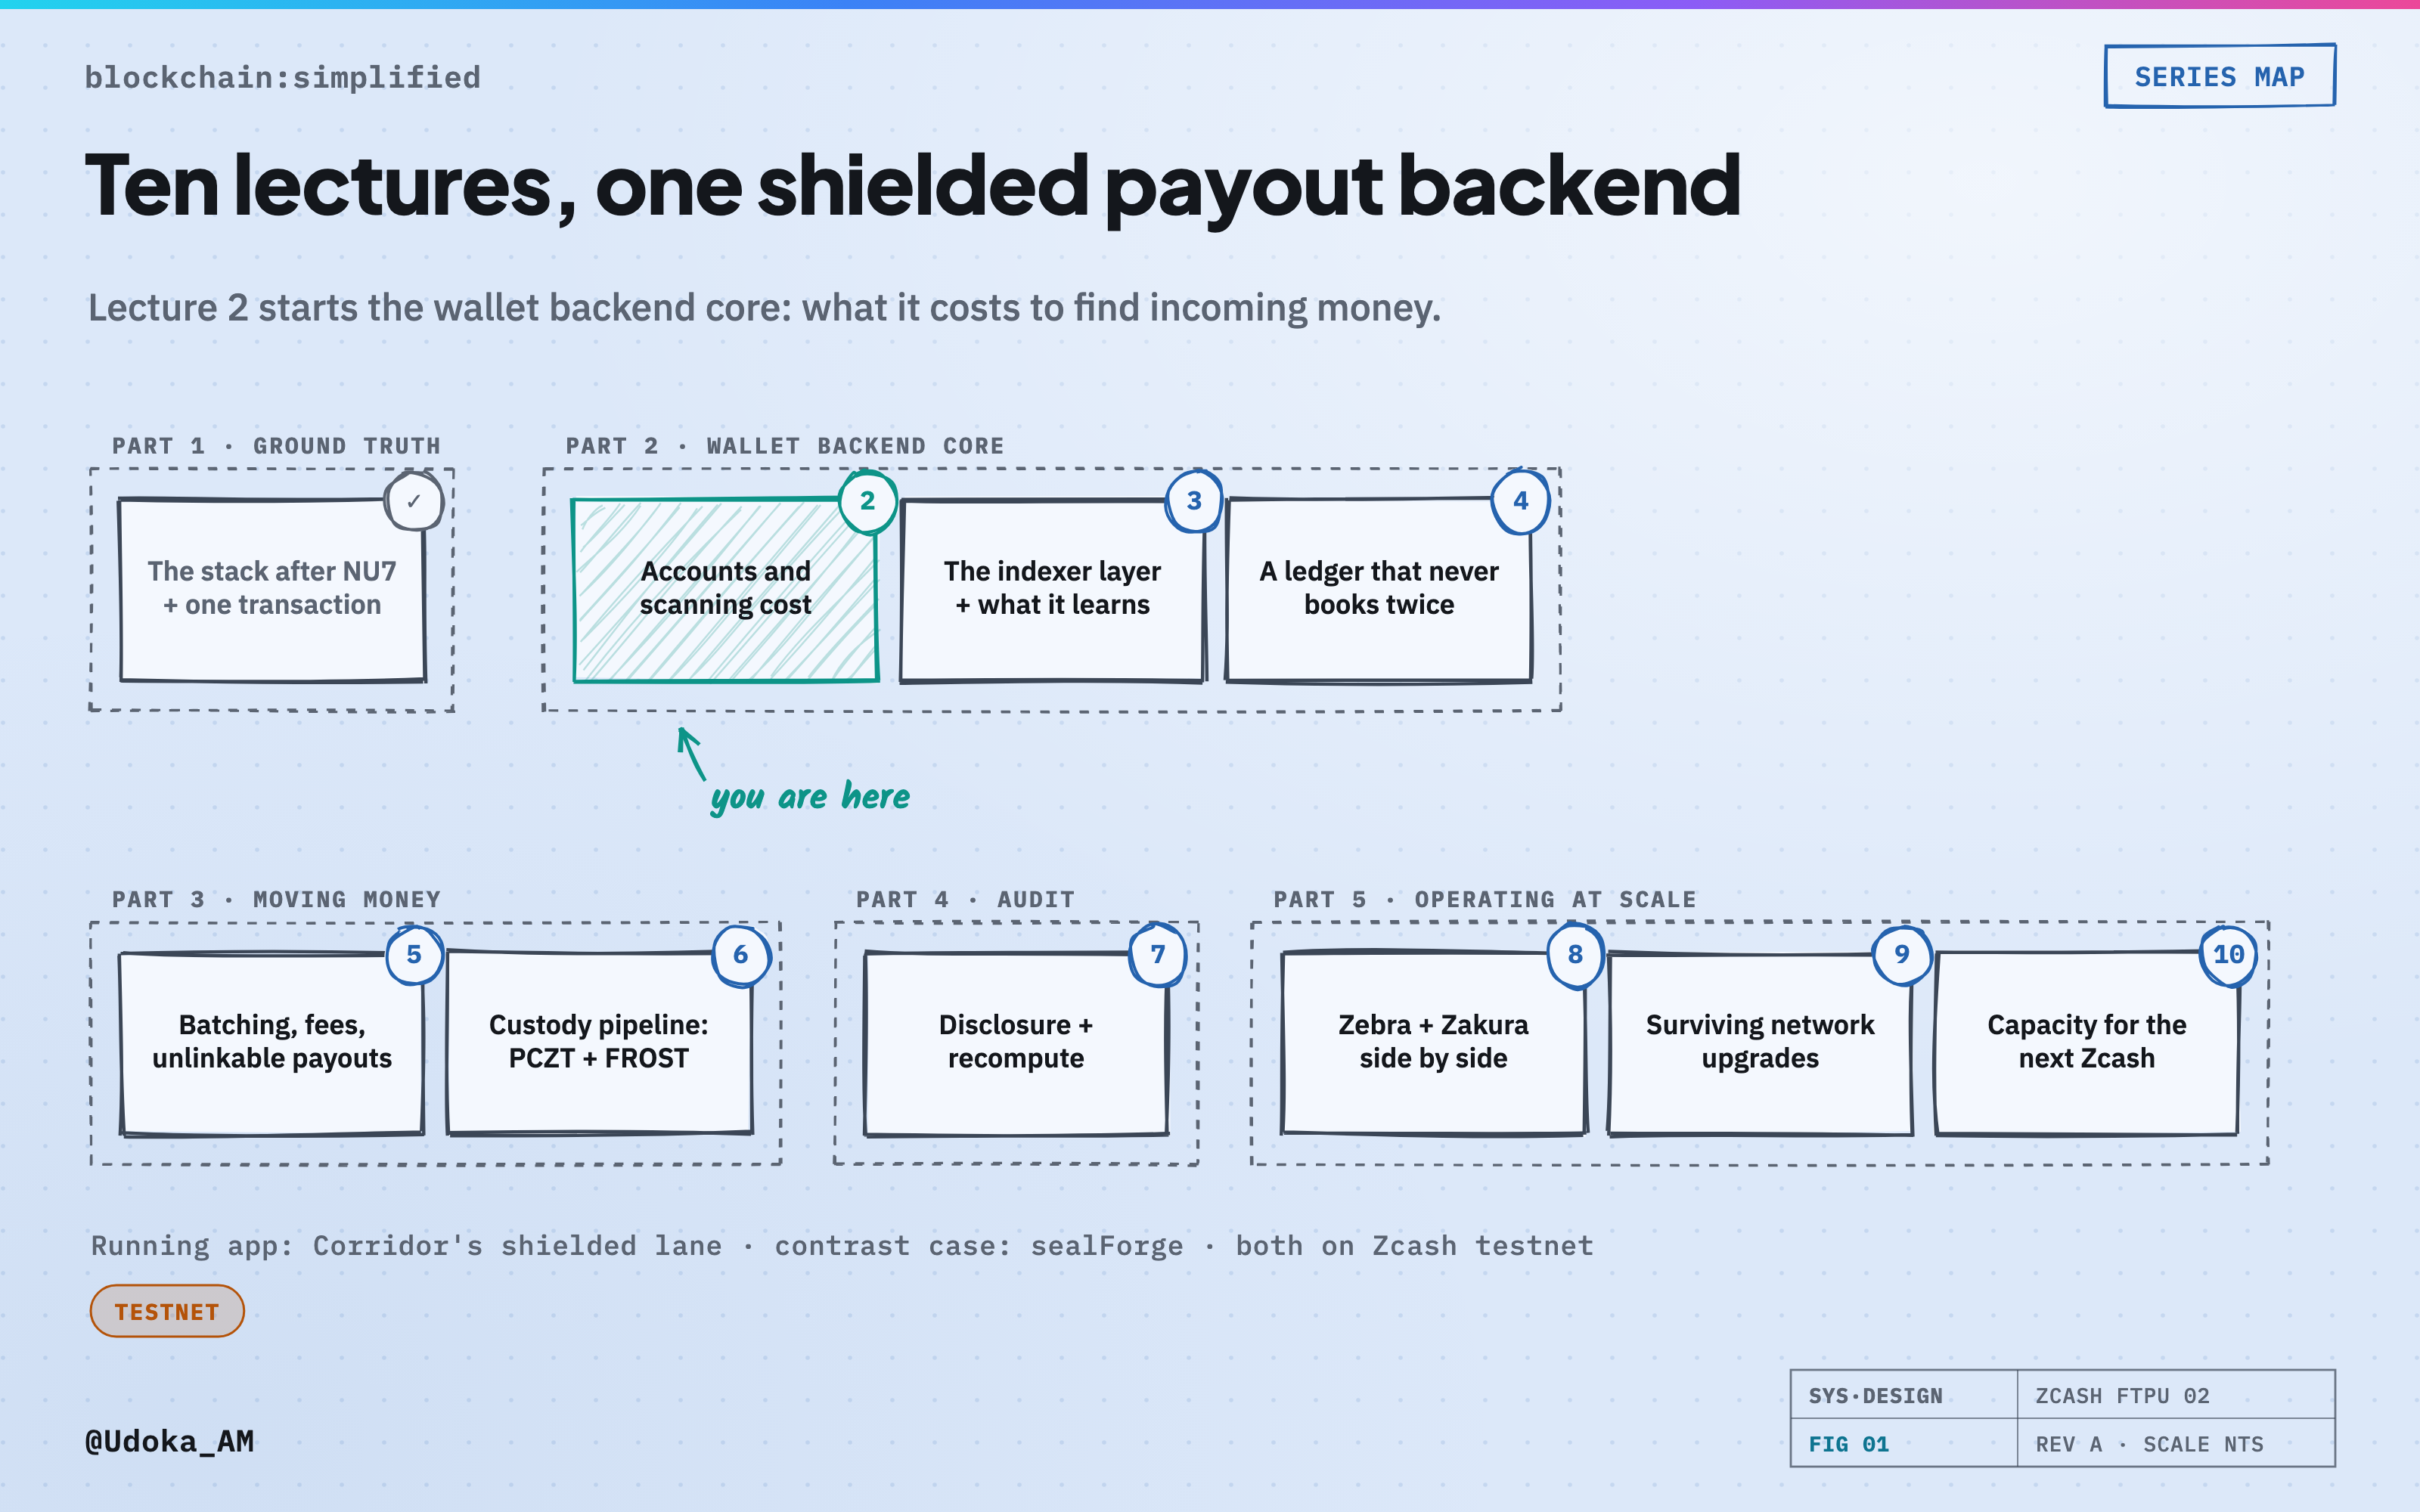 blockchain:simplified
SERIES MAP
Ten lectures, one shielded payout backend
Lecture 2 starts the wallet backend core: what it costs to find incoming money.
PART 1 · GROUND TRUTH
✓
The stack after NU7
+ one transaction
PART 2 · WALLET BACKEND CORE
2
Accounts and
scanning cost
3
The indexer layer
+ what it learns
4
A ledger that never
books twice
you are here
PART 3 · MOVING MONEY
5
Batching, fees,
unlinkable payouts
6
Custody pipeline:
PCZT + FROST
PART 4 · AUDIT
7
Disclosure +
recompute
PART 5 · OPERATING AT SCALE
8
Zebra + Zakura
side by side
9
Surviving network
upgrades
10
Capacity for the
next Zcash
Running app: Corridor's shielded lane · contrast case: sealForge · both on Zcash testnet
TESTNET
@Udoka_AM
SYS·DESIGN
ZCASH FTPU 02
FIG 01
REV A · SCALE NTS